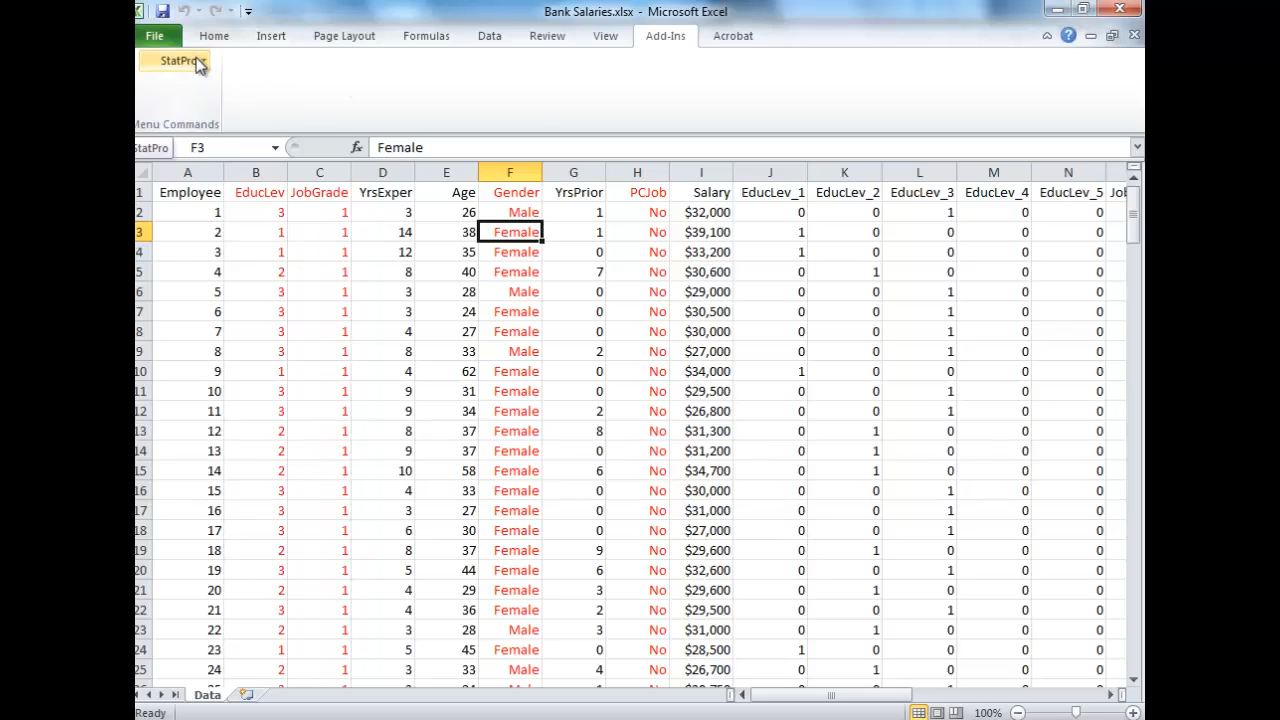 Bank Salaries.xlsx - Microsoft Excel
File Home Insert Page Layout Formulas Data Review View Add-Ins Acrobat
StatPro
Menu Commands
StatPro F3 fx Female
A B C D E F G H I J K L M N
1 Employee EducLev JobGrade YrsExper Age Gender YrsPrior PCJob Salary EducLev_1 EducLev_2 EducLev_3 EducLev_4 EducLev_5
2 1 3 1 3 26 Male 1 No $32,000 0 0 1 0 0
3 2 1 1 14 38 Female 1 No $39,100 1 0 0 0 0
4 3 1 1 12 35 Female 0 No $33,200 1 0 0 0 0
5 4 2 1 8 40 Female 7 No $30,600 0 1 0 0 0
6 5 3 1 3 28 Male 0 No $29,000 0 0 1 0 0
7 6 3 1 3 24 Female 0 No $30,500 0 0 1 0 0
8 7 3 1 4 27 Female 0 No $30,000 0 0 1 0 0
9 8 3 1 8 33 Male 2 No $27,000 0 0 1 0 0
10 9 1 1 4 62 Female 0 No $34,000 1 0 0 0 0
11 10 3 1 9 31 Female 0 No $29,500 0 0 1 0 0
12 11 3 1 9 34 Female 2 No $26,800 0 0 1 0 0
13 12 2 1 8 37 Female 8 No $31,300 0 1 0 0 0
14 13 2 1 9 37 Female 0 No $31,200 0 1 0 0 0
15 14 2 1 10 58 Female 6 No $34,700 0 1 0 0 0
16 15 3 1 4 33 Female 0 No $30,000 0 0 1 0 0
17 16 3 1 3 27 Female 0 No $31,000 0 0 1 0 0
18 17 3 1 6 30 Female 0 No $27,000 0 0 1 0 0
19 18 2 1 8 37 Female 9 No $29,600 0 1 0 0 0
20 19 3 1 5 44 Female 6 No $32,600 0 0 1 0 0
21 20 2 1 4 29 Female 3 No $29,600 0 1 0 0 0
22 21 3 1 4 36 Female 2 No $29,500 0 0 1 0 0
23 22 2 1 3 28 Male 3 No $31,000 0 1 0 0 0
24 23 1 1 5 45 Female 0 No $28,500 1 0 0 0 0
25 24 2 1 3 33 Male 4 No $26,700 0 1 0 0 0
Data
Ready 100%